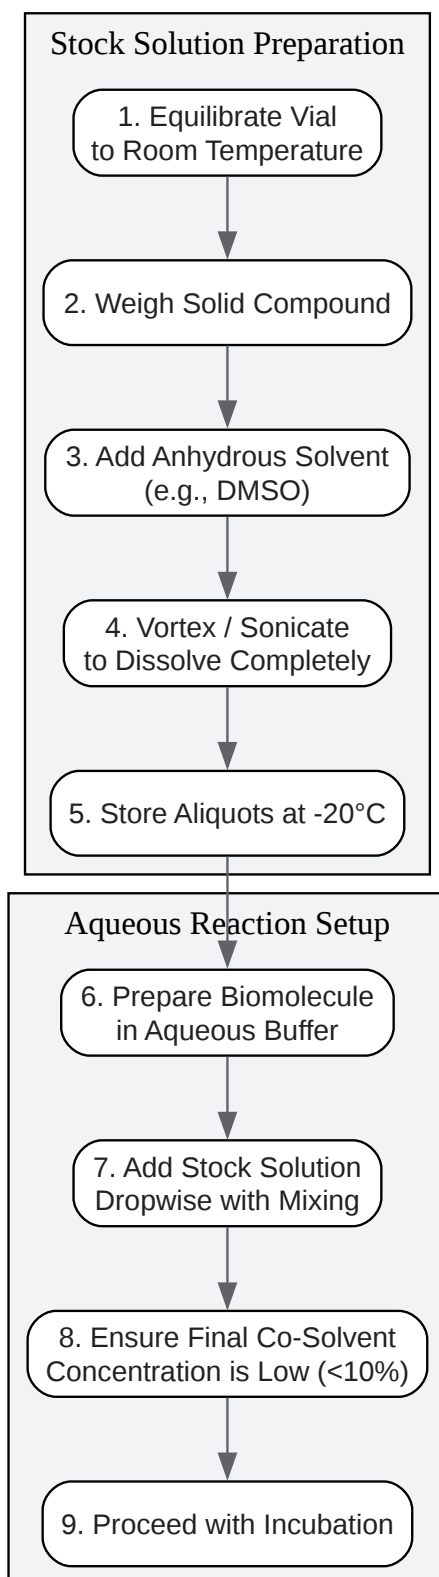 Stock Solution Preparation
1. Equilibrate Vial
to Room Temperature
2. Weigh Solid Compound
3. Add Anhydrous Solvent
(e.g., DMSO)
4. Vortex / Sonicate
to Dissolve Completely
5. Store Aliquots at -20°C
Aqueous Reaction Setup
6. Prepare Biomolecule
in Aqueous Buffer
7. Add Stock Solution
Dropwise with Mixing
8. Ensure Final Co-Solvent
Concentration is Low (<10%)
9. Proceed with Incubation